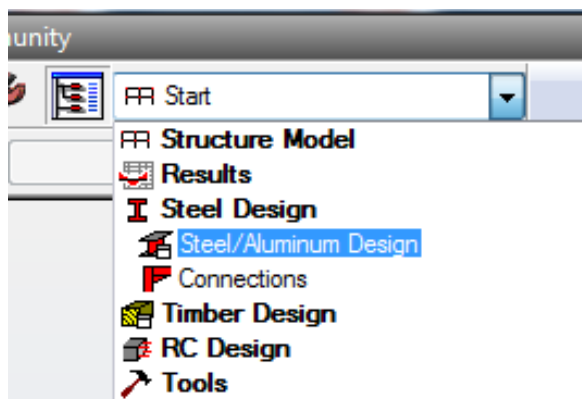 unity
Start
Structure Model
Results
Steel Design
Steel/Aluminum Design
Connections
Timber Design
RC Design
Tools